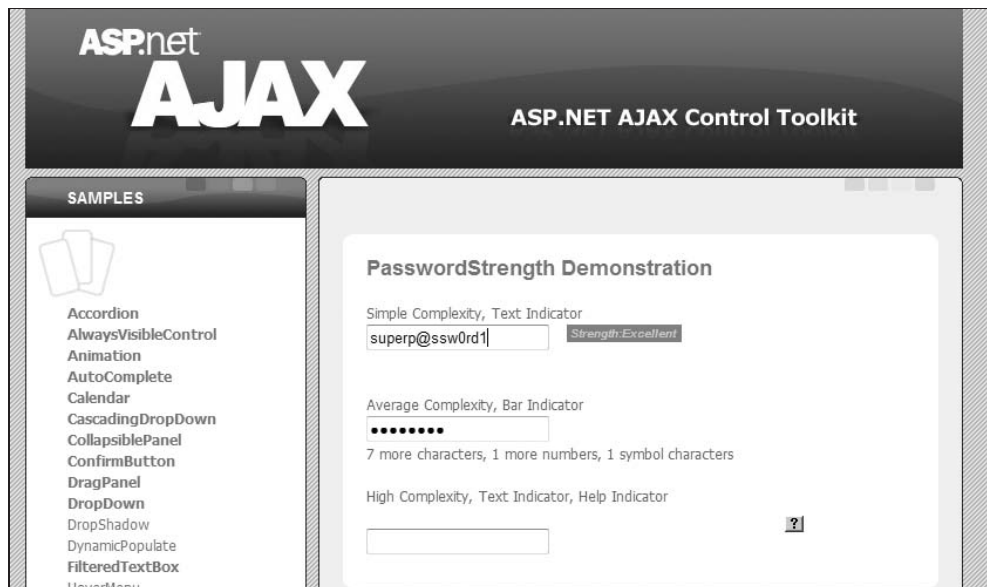 ASP.net
AJAX
ASP.NET AJAX Control Toolkit
SAMPLES
Accordion
AlwaysVisibleControl
Animation
AutoComplete
Calendar
CascadingDropDown
CollapsiblePanel
ConfirmButton
DragPanel
DropDown
DropShadow
DynamicPopulate
FilteredTextBox
PasswordStrength Demonstration
Simple Complexity, Text Indicator
superp@ssw0rd1 Strength:Excellent
Average Complexity, Bar Indicator
••••••••
7 more characters, 1 more numbers, 1 symbol characters
High Complexity, Text Indicator, Help Indicator
?